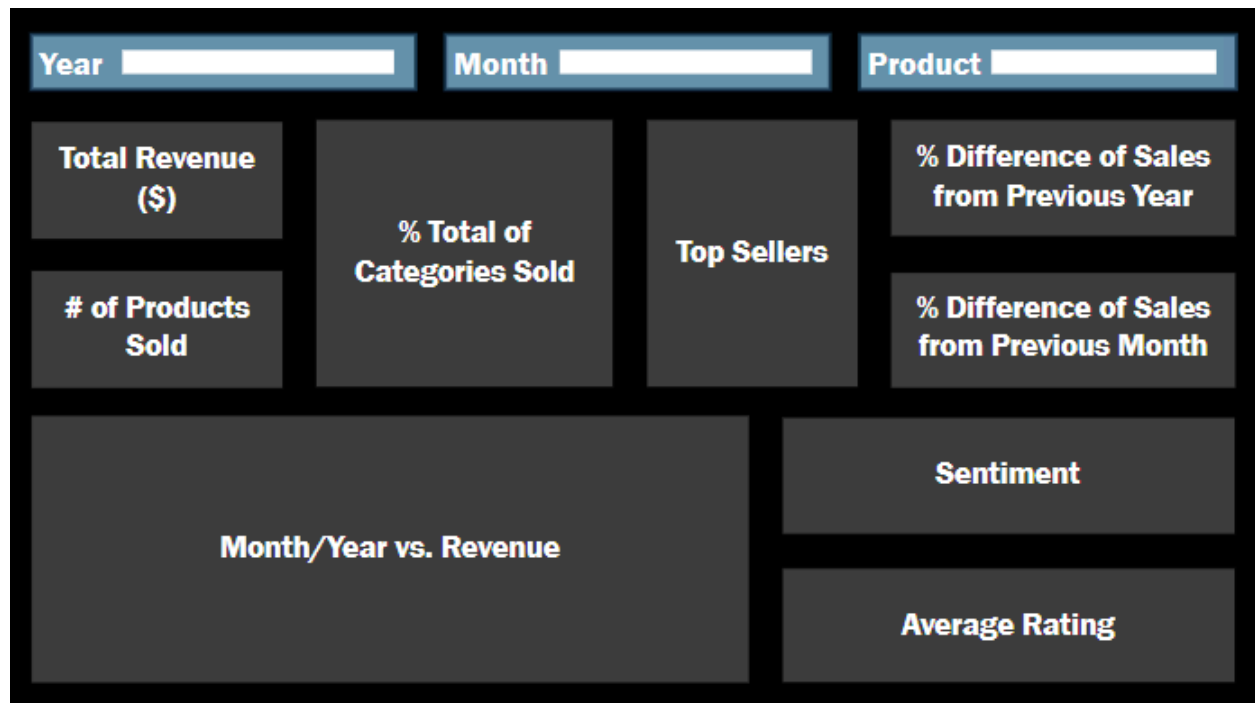 Year
Month
Product
Total Revenue
($)
# of Products
Sold
% Total of
Categories Sold
Top Sellers
% Difference of Sales
from Previous Year
% Difference of Sales
from Previous Month
Month/Year vs. Revenue
Sentiment
Average Rating